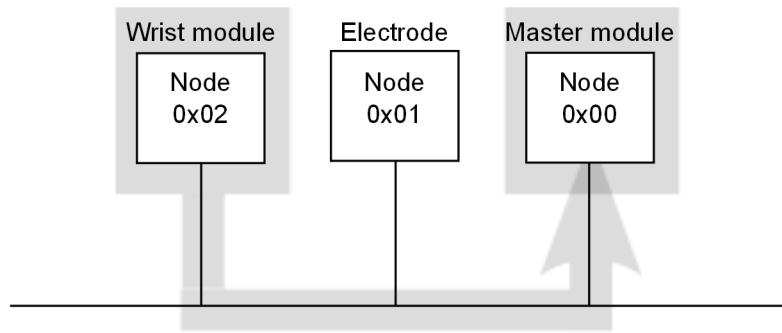 Wrist module
Electrode
Master module
Node
0x02
Node
0x01
Node
0x00